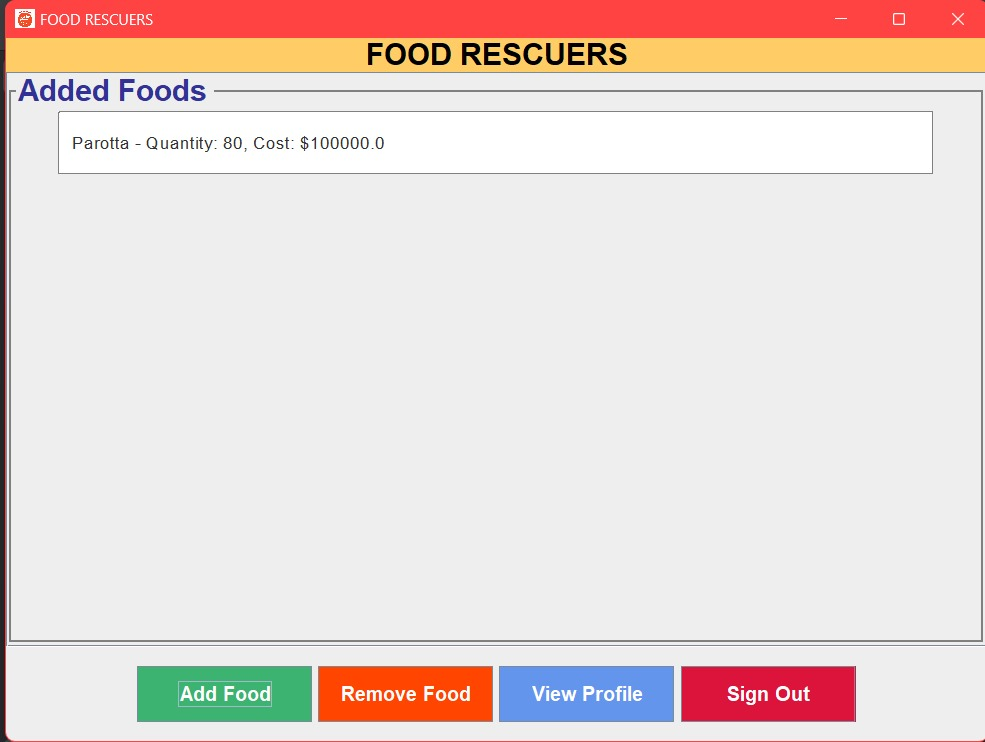 FOOD RESCUERS
FOOD RESCUERS
Added Foods
Parotta - Quantity: 80, Cost: $100000.0
Add Food
Remove Food
View Profile
Sign Out